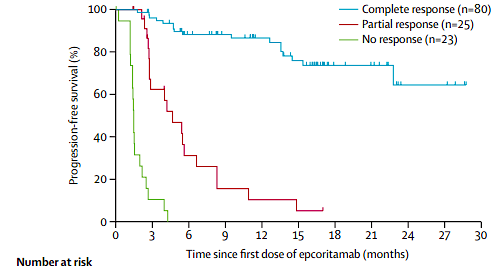 Complete response (n=80)
Partial response (n=25)
No response (n=23)
Progression-free survival (%)
100
80
60
40
20
0
0 3 6 9 12 15 18 21 24 27 30
Time since first dose of epcoritamab (months)
Number at risk